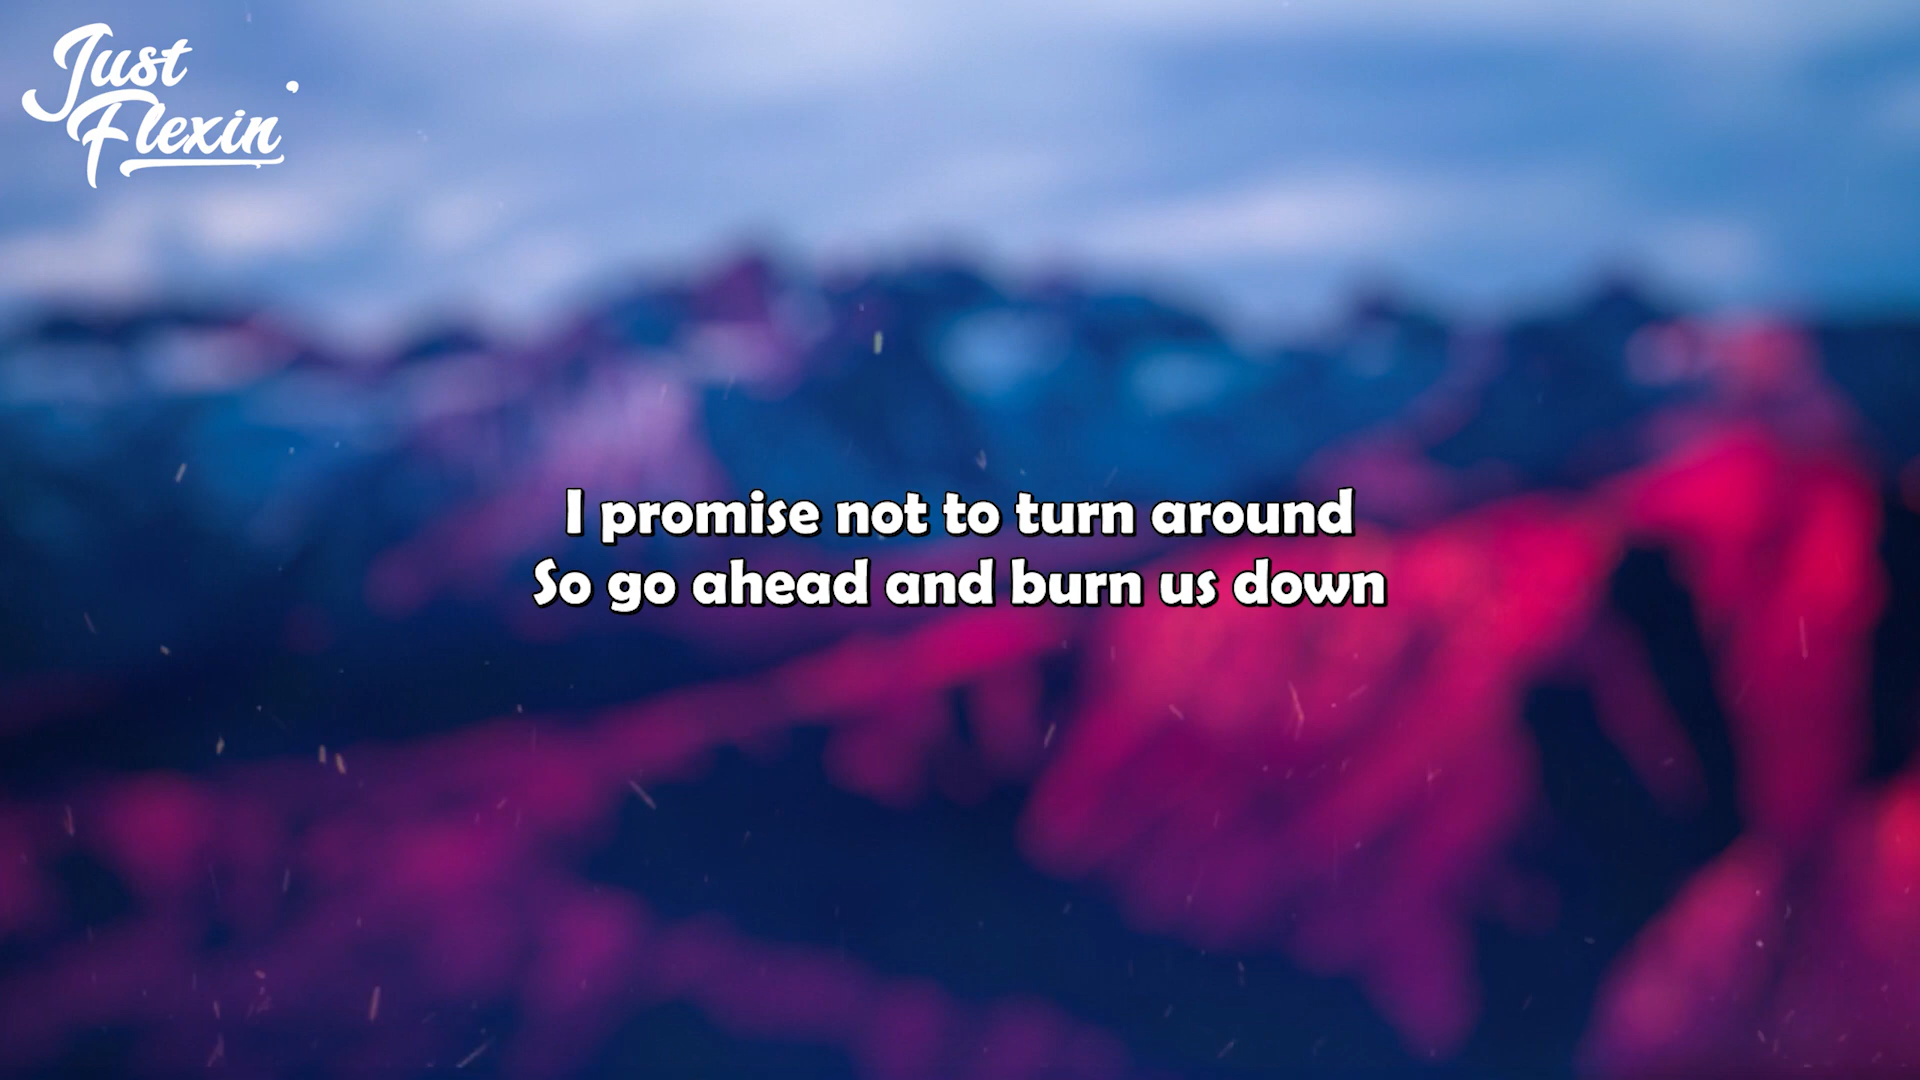 Just
Flexin'
I promise not to turn around
So go ahead and burn us down